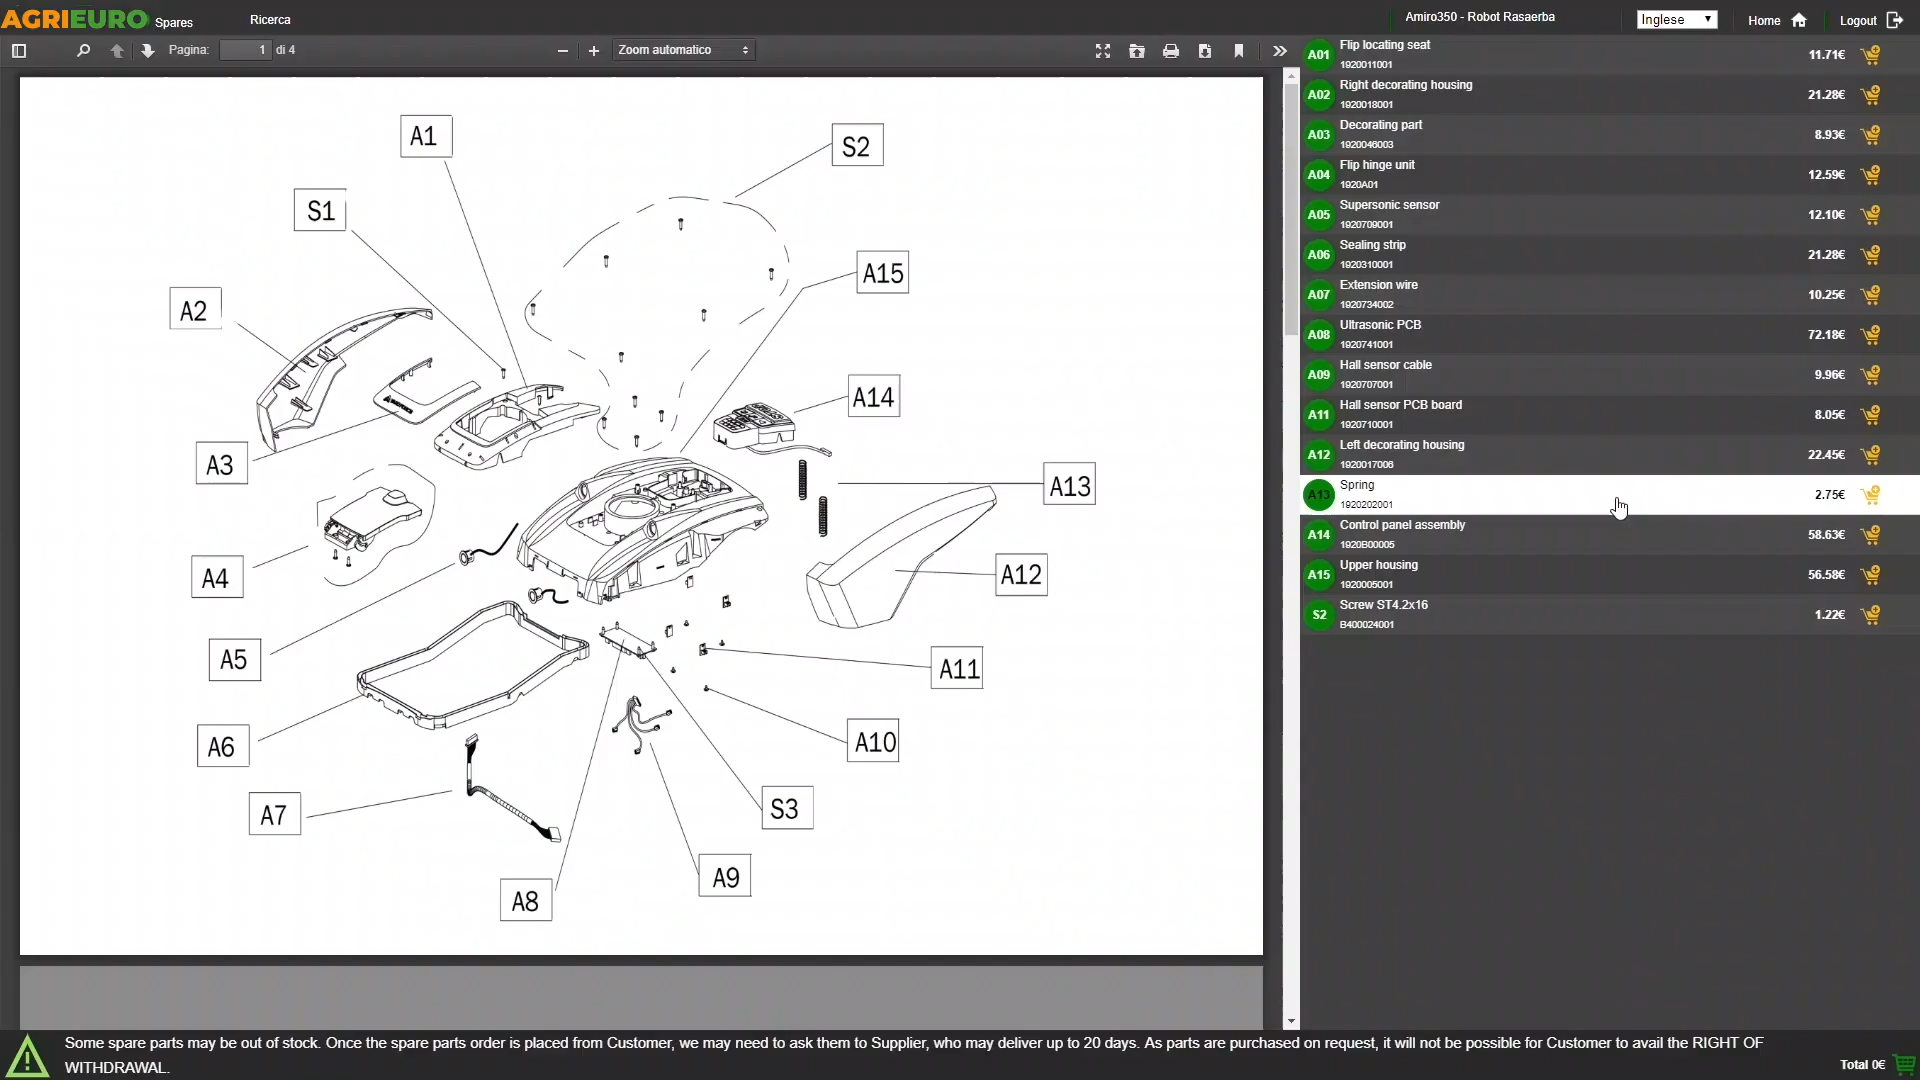 AGRIEURO Spares
Ricerca
Amiro350 - Robot Rasaerba
Inglese
Home
Logout
Pagina: 1 di 4
Zoom automatico
A1
S2
S1
A15
A2
A14
A3
A13
A4
A12
A5
A11
A6
A10
A7
S3
A9
A8
A01 Flip locating seat 11.71€
1920011001
A02 Right decorating housing 21.28€
1920018001
A03 Decorating part 8.93€
1920046003
A04 Flip hinge unit 12.59€
1920A01
A05 Supersonic sensor 12.10€
1920709001
A06 Sealing strip 21.28€
1920310001
A07 Extension wire 10.25€
1920734002
A08 Ultrasonic PCB 72.18€
1920741001
A09 Hall sensor cable 9.96€
1920707001
A11 Hall sensor PCB board 8.05€
1920710001
A12 Left decorating housing 22.45€
1920017006
A13 Spring 2.75€
1920202001
A14 Control panel assembly 58.63€
1920B00005
A15 Upper housing 56.58€
1920005001
S2 Screw ST4.2x16 1.22€
B400024001
Some spare parts may be out of stock. Once the spare parts order is placed from Customer, we may need to ask them to Supplier, who may deliver up to 20 days. As parts are purchased on request, it will not be possible for Customer to avail the RIGHT OF
WITHDRAWAL.
Total 0€